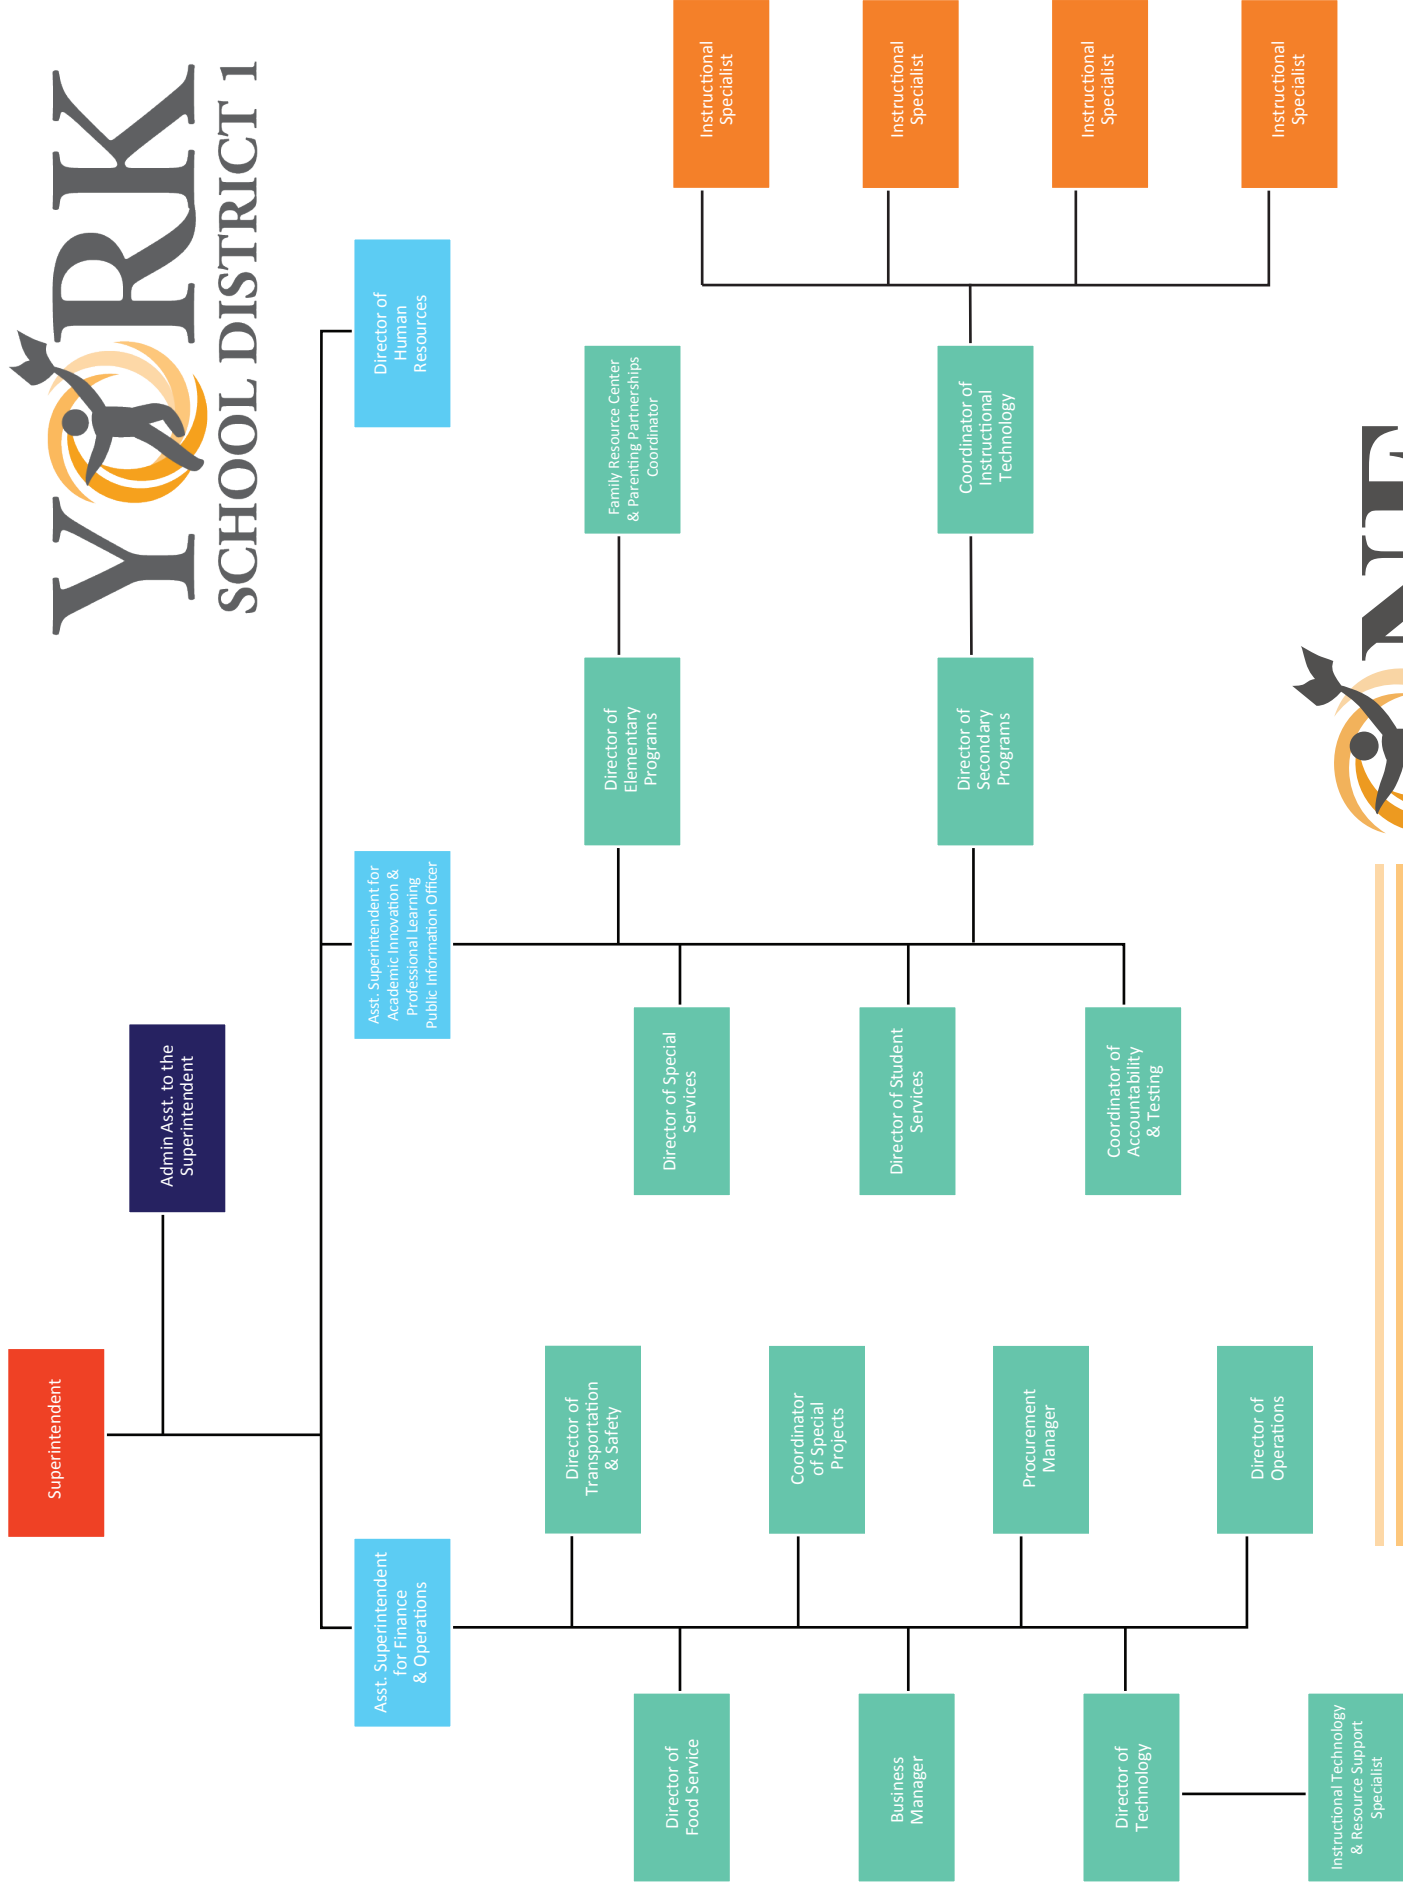 YORK
SCHOOL DISTRICT 1
Superintendent
Admin Asst. to the
Superintendent
Asst. Superintendent
for Finance
& Operations
Asst. Superintendent for
Academic Innovation &
Professional Learning
Public Information Officer
Director of
Human
Resources
Director of
Transportation
& Safety
Director of
Food Service
Coordinator
of Special
Projects
Business
Manager
Procurement
Manager
Director of
Technology
Director of
Operations
Instructional Technology
& Resource Support
Specialist
Director of
Elementary
Programs
Family Resource Center
& Parenting Partnerships
Coordinator
Director of Special
Services
Director of Student
Services
Director of
Secondary
Programs
Coordinator of
Instructional
Technology
Coordinator of
Accountability
& Testing
Instructional
Specialist
Instructional
Specialist
Instructional
Specialist
Instructional
Specialist